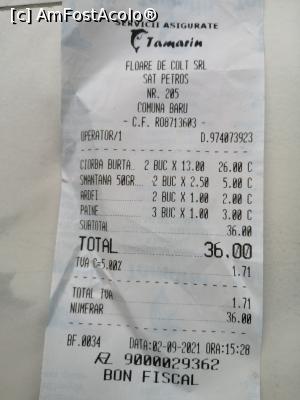 [c] AmFostAcolo®
SERVICII ASIGURATE
Tamarin
FLOARE DE COLT SRL
SAT PETROS
NR. 205
COMUNA BARU
- C.F. RO8713603 -
OPERATOR/1 D.974073923
CIORBA BURTA.. 2 BUC X 13.00 26.00 C
SMANTANA 50GR.. 2 BUC X 2.50 5.00 C
ARDEI 2 BUC X 1.00 2.00 C
PAINE 3 BUC X 1.00 3.00 C
SUBTOTAL 36.00
TOTAL 36.00
TVA C=5.00% 1.71
TOTAL TVA 1.71
NUMERAR 36.00
BF.0034 DATA:02-09-2021 ORA:15:28
9000029362
BON FISCAL